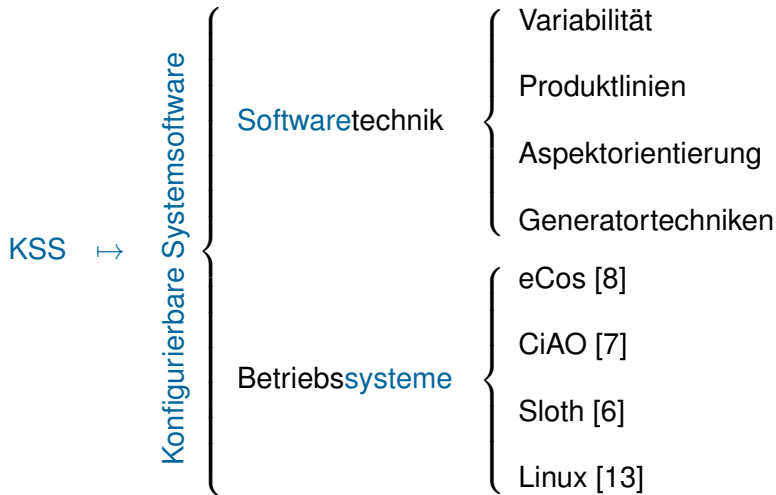 KSS ↦
Konfigurierbare Systemsoftware
Softwaretechnik
Variabilität
Produktlinien
Aspektorientierung
Generatortechniken
Betriebssysteme
eCos [8]
CiAO [7]
Sloth [6]
Linux [13]